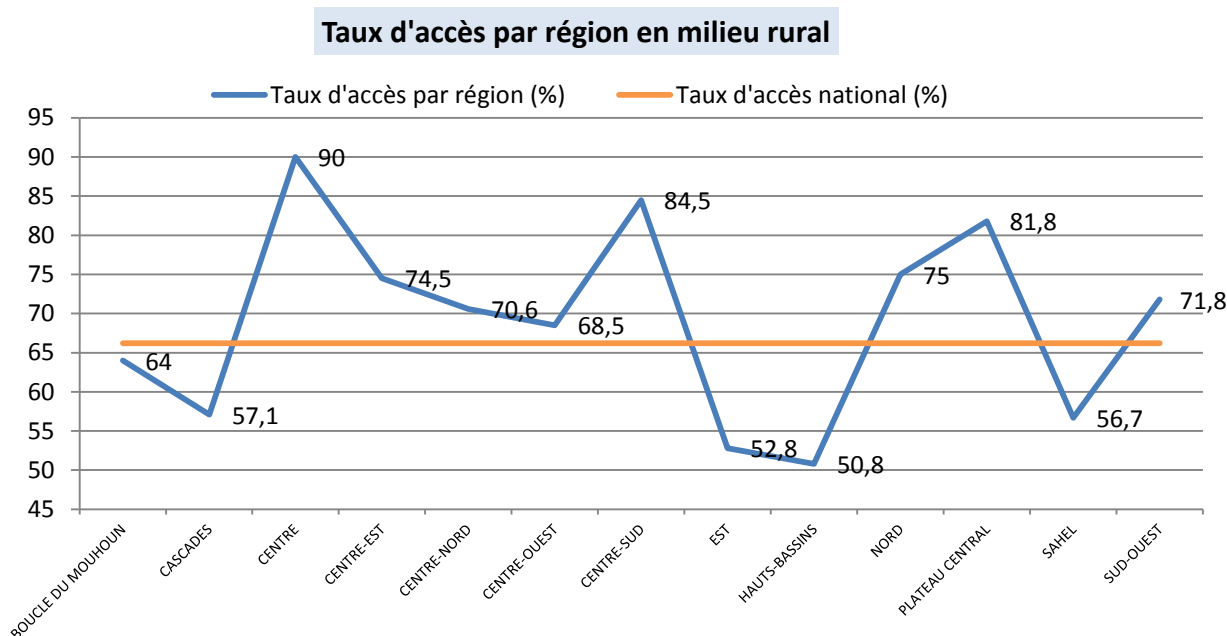 Taux d'accès par région en milieu rural
Taux d'accès par région (%) Taux d'accès national (%)
95
90
85
80
75
70
65
60
55
50
45
64
57,1
90
74,5
70,6
68,5
84,5
52,8
50,8
75
81,8
56,7
71,8
BOUCLE DU MOUHOUN
CASCADES
CENTRE
CENTRE-EST
CENTRE-NORD
CENTRE-OUEST
CENTRE-SUD
EST
HAUTS-BASSINS
NORD
PLATEAU CENTRAL
SAHEL
SUD-OUEST